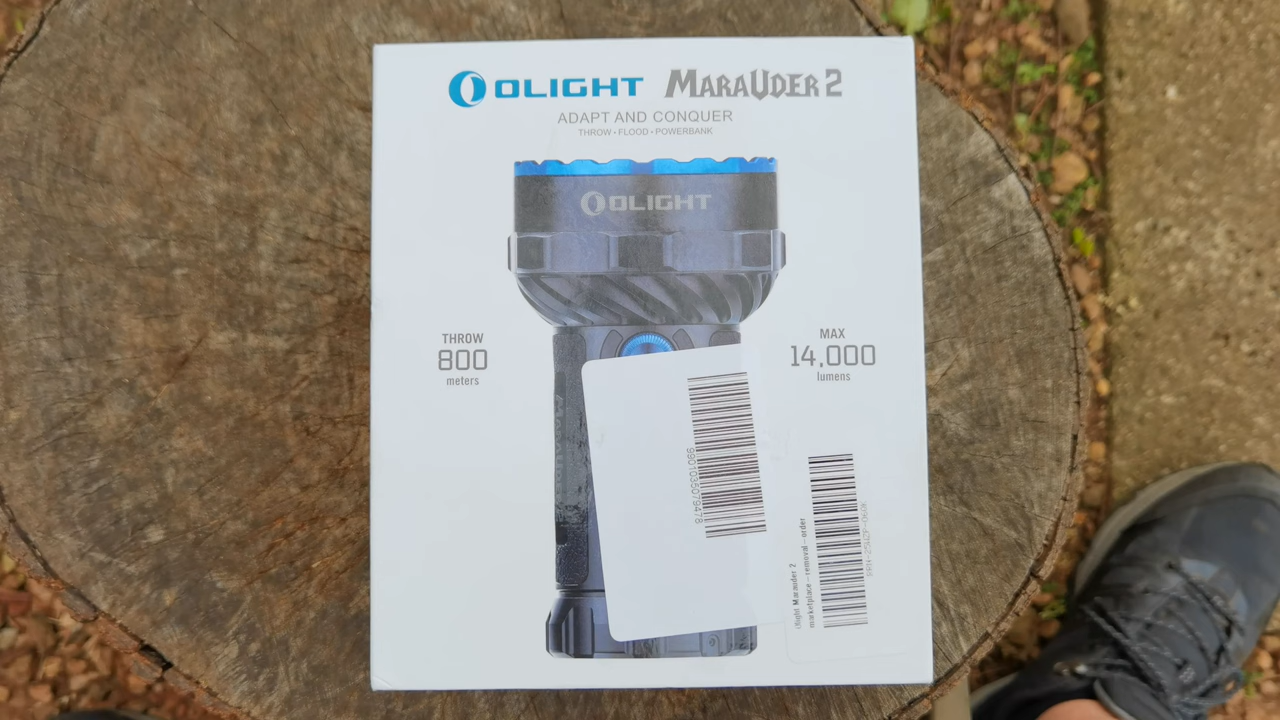 OLIGHT MARAUDER 2
ADAPT AND CONQUER
THROW • FLOOD • POWERBANK
OLIGHT
THROW
800
meters
MAX
14,000
lumens
9901035079478
Olight Marauder 2
marketplace-removal-order